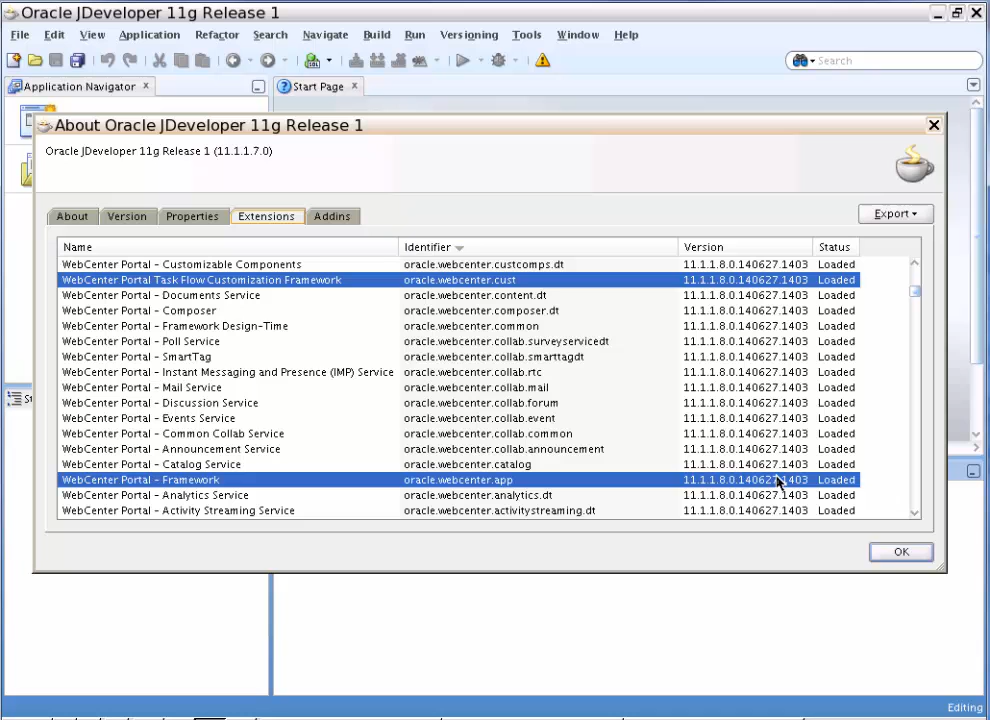 Oracle JDeveloper 11g Release 1
File Edit View Application Refactor Search Navigate Build Run Versioning Tools Window Help
Search
Application Navigator
Start Page
About Oracle JDeveloper 11g Release 1
Oracle JDeveloper 11g Release 1 (11.1.1.7.0)
About Version Properties Extensions Addins Export
Name Identifier Version Status
WebCenter Portal - Customizable Components oracle.webcenter.custcomps.dt 11.1.1.8.0.140627.1403 Loaded
WebCenter Portal Task Flow Customization Framework oracle.webcenter.cust 11.1.1.8.0.140627.1403 Loaded
WebCenter Portal - Documents Service oracle.webcenter.content.dt 11.1.1.8.0.140627.1403 Loaded
WebCenter Portal - Composer oracle.webcenter.composer.dt 11.1.1.8.0.140627.1403 Loaded
WebCenter Portal - Framework Design-Time oracle.webcenter.common 11.1.1.8.0.140627.1403 Loaded
WebCenter Portal - Poll Service oracle.webcenter.collab.surveyservicedt 11.1.1.8.0.140627.1403 Loaded
WebCenter Portal - SmartTag oracle.webcenter.collab.smarttagdt 11.1.1.8.0.140627.1403 Loaded
WebCenter Portal - Instant Messaging and Presence (IMP) Service oracle.webcenter.collab.rtc 11.1.1.8.0.140627.1403 Loaded
WebCenter Portal - Mail Service oracle.webcenter.collab.mail 11.1.1.8.0.140627.1403 Loaded
WebCenter Portal - Discussion Service oracle.webcenter.collab.forum 11.1.1.8.0.140627.1403 Loaded
WebCenter Portal - Events Service oracle.webcenter.collab.event 11.1.1.8.0.140627.1403 Loaded
WebCenter Portal - Common Collab Service oracle.webcenter.collab.common 11.1.1.8.0.140627.1403 Loaded
WebCenter Portal - Announcement Service oracle.webcenter.collab.announcement 11.1.1.8.0.140627.1403 Loaded
WebCenter Portal - Catalog Service oracle.webcenter.catalog 11.1.1.8.0.140627.1403 Loaded
WebCenter Portal - Framework oracle.webcenter.app 11.1.1.8.0.140627.1403 Loaded
WebCenter Portal - Analytics Service oracle.webcenter.analytics.dt 11.1.1.8.0.140627.1403 Loaded
WebCenter Portal - Activity Streaming Service oracle.webcenter.activitystreaming.dt 11.1.1.8.0.140627.1403 Loaded
OK
Editing